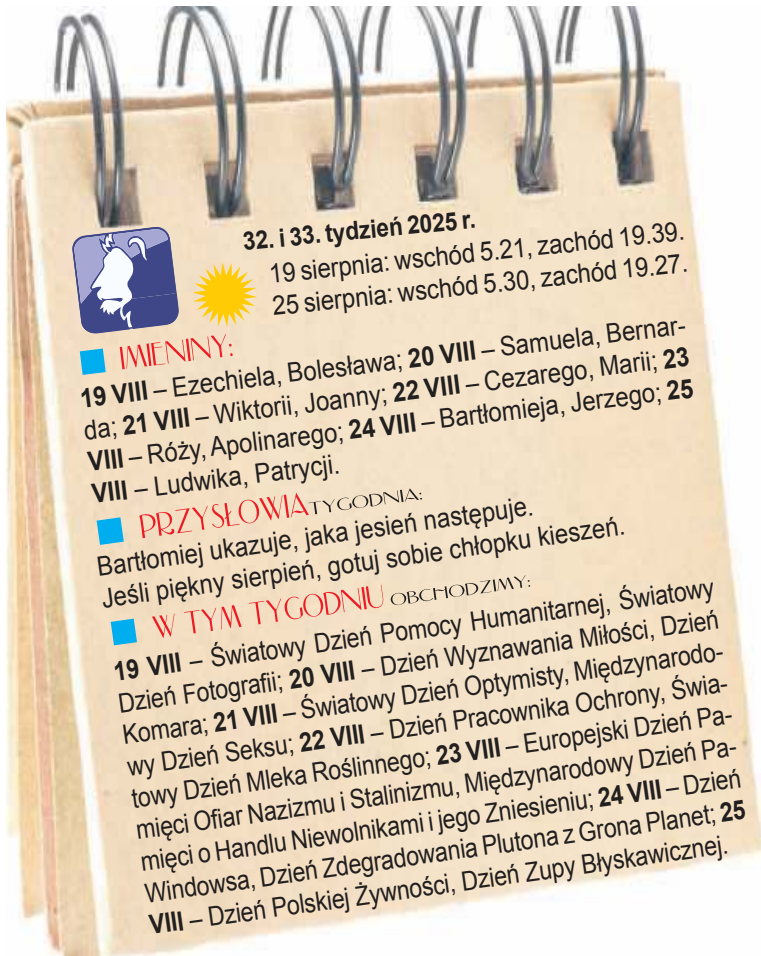 32. i 33. tydzień 2025 r.
19 sierpnia: wschód 5.21, zachód 19.39.
25 sierpnia: wschód 5.30, zachód 19.27.
IMIENINY:
19 VIII – Ezechiela, Bolesława; 20 VIII – Samuela, Bernar-
da; 21 VIII – Wiktorii, Joanny; 22 VIII – Cezarego, Marii; 23
VIII – Róży, Apolinarego; 24 VIII – Bartłomieja, Jerzego; 25
VIII – Ludwika, Patrycji.
PRZYSŁOWIA TYGODNIA:
Bartłomiej ukazuje, jaka jesień następuje.
Jeśli piękny sierpień, gotuj sobie chłopku kieszeń.
W TYM TYGODNIU OBCHODZIMY:
19 VIII – Światowy Dzień Pomocy Humanitarnej, Światowy
Dzień Fotografii; 20 VIII – Dzień Wyznawania Miłości, Dzień
Komara; 21 VIII – Światowy Dzień Optymisty, Międzynarodo-
wy Dzień Seksu; 22 VIII – Dzień Pracownika Ochrony, Świa-
towy Dzień Mleka Roślinnego; 23 VIII – Europejski Dzień Pa-
mięci Ofiar Nazizmu i Stalinizmu, Międzynarodowy Dzień Pa-
mięci o Handlu Niewolnikami i jego Zniesieniu; 24 VIII – Dzień
Windowsa, Dzień Zdegradowania Plutona z Grona Planet; 25
VIII – Dzień Polskiej Żywności, Dzień Zupy Błyskawicznej.